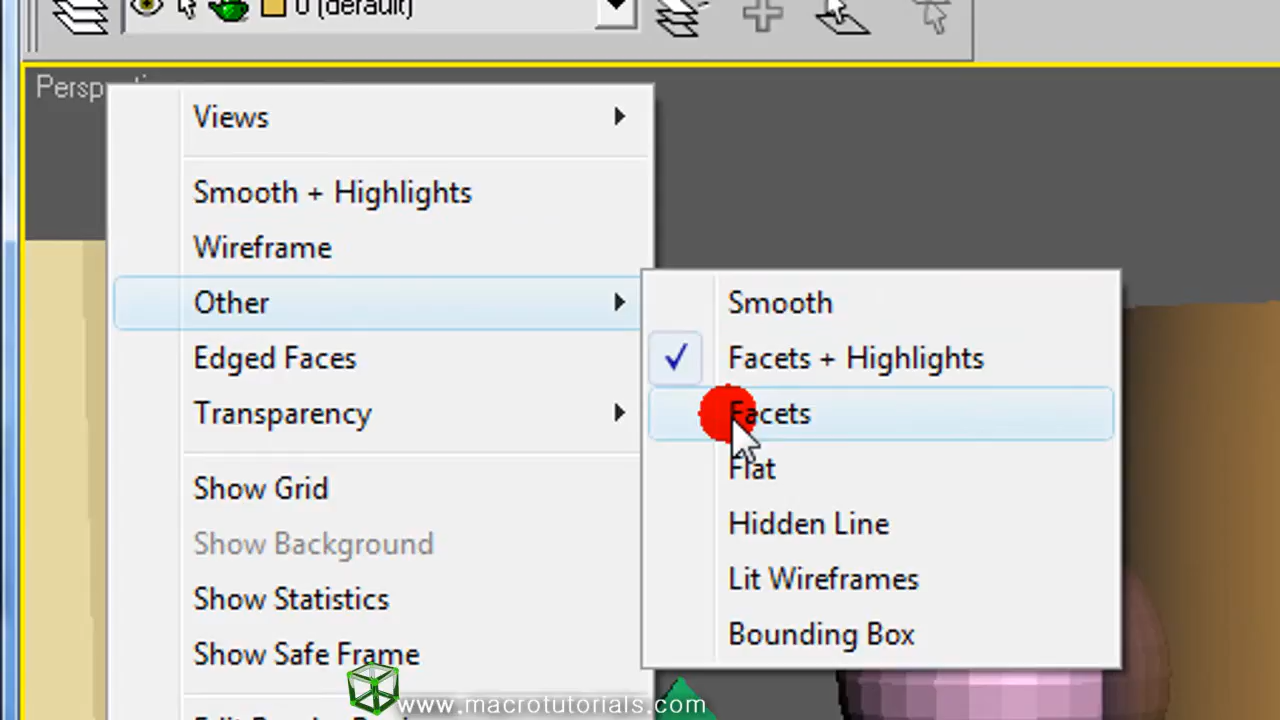 0 (default)
Persp
Views
Smooth + Highlights
Wireframe
Other
Edged Faces
Transparency
Show Grid
Show Background
Show Statistics
Show Safe Frame
Smooth
Facets + Highlights
Facets
Flat
Hidden Line
Lit Wireframes
Bounding Box
www.macrotutorials.com